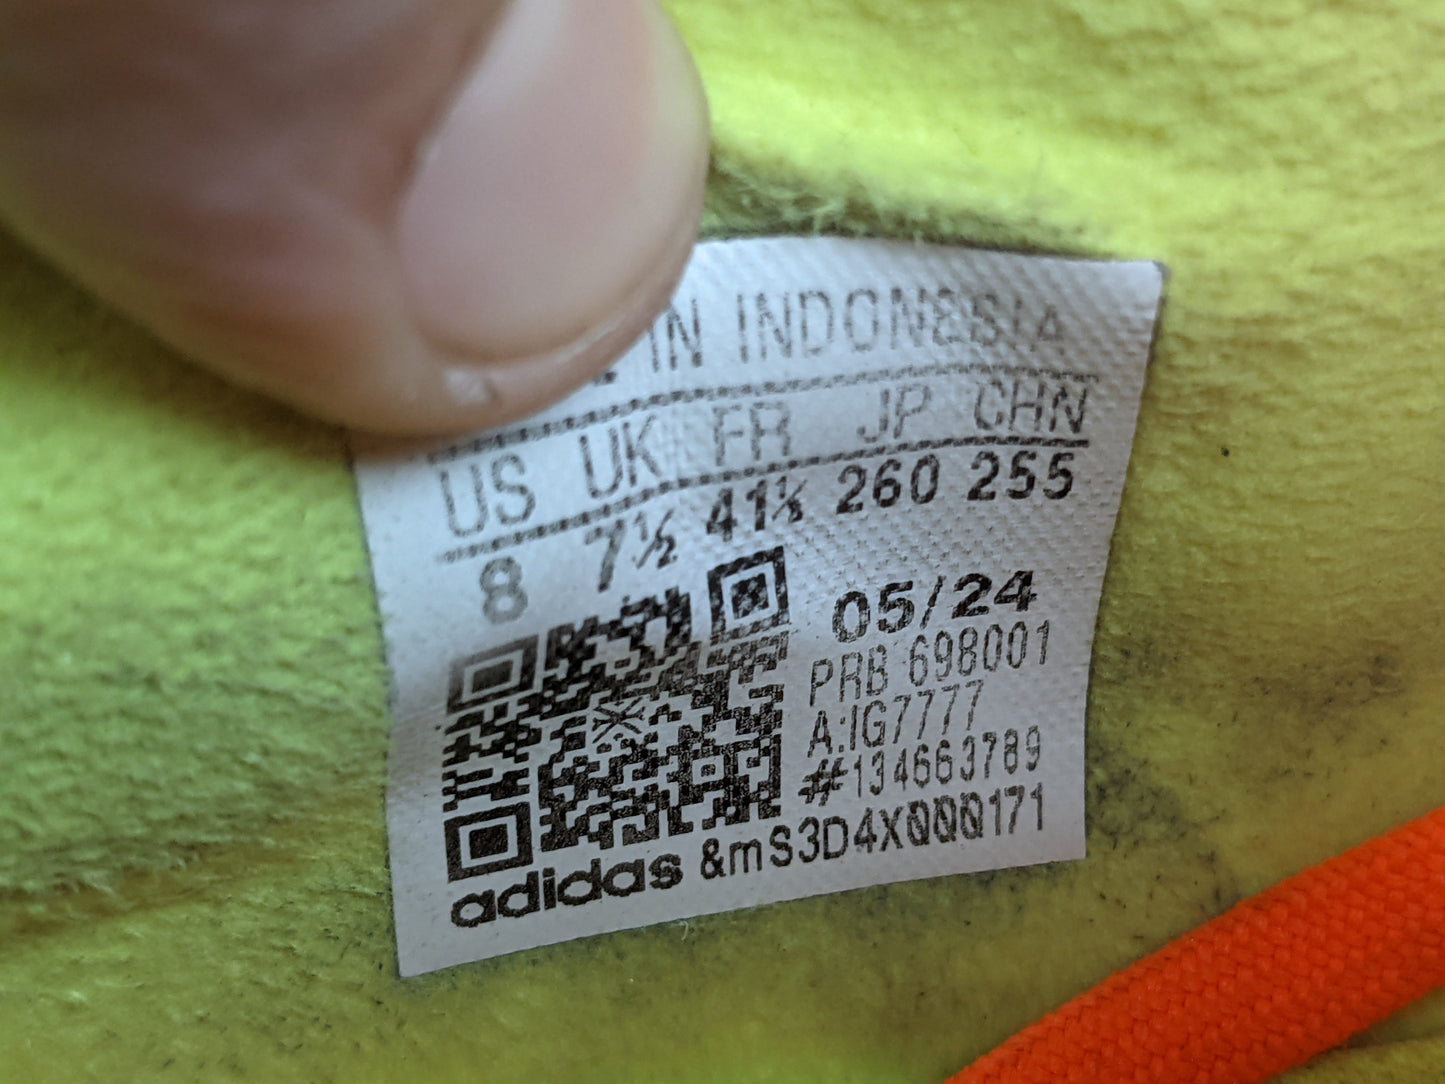 IN INDONESIA
US UK FR JP CHN
8 7½ 41⅓ 260 255
05/24
PRB 698001
A:IG7777
#134663789
adidas &mS3D4X000171